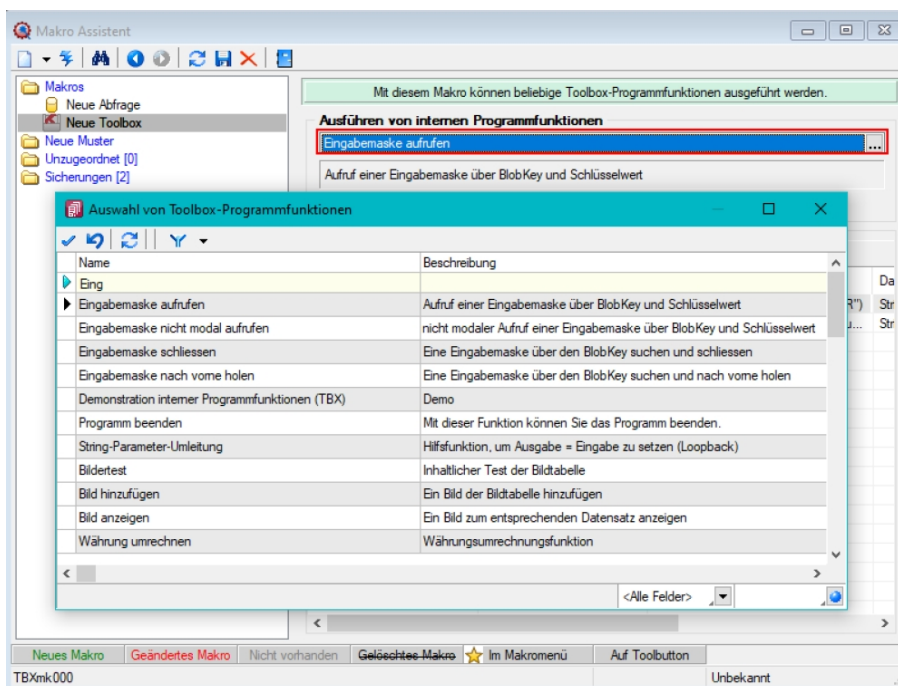 Makro Assistent
Makros
Neue Abfrage
Neue Toolbox
Neue Muster
Unzugeordnet [0]
Sicherungen [2]
Mit diesem Makro können beliebige Toolbox-Programmfunktionen ausgeführt werden.
Ausführen von internen Programmfunktionen
Eingabemaske aufrufen
...
Aufruf einer Eingabemaske über BlobKey und Schlüsselwert
Auswahl von Toolbox-Programmfunktionen
Name Beschreibung
Eing
Eingabemaske aufrufen Aufruf einer Eingabemaske über BlobKey und Schlüsselwert
Eingabemaske nicht modal aufrufen nicht modaler Aufruf einer Eingabemaske über BlobKey und Schlüsselwert
Eingabemaske schliessen Eine Eingabemaske über den BlobKey suchen und schliessen
Eingabemaske nach vorne holen Eine Eingabemaske über den BlobKey suchen und nach vorne holen
Demonstration interner Programmfunktionen (TBX) Demo
Programm beenden Mit dieser Funktion können Sie das Programm beenden.
String-Parameter-Umleitung Hilfsfunktion, um Ausgabe = Eingabe zu setzen (Loopback)
Bildertest Inhaltlicher Test der Bildtabelle
Bild hinzufügen Ein Bild der Bildtabelle hinzufügen
Bild anzeigen Ein Bild zum entsprechenden Datensatz anzeigen
Währung umrechnen Währungsumrechnungsfunktion
<Alle Felder>
Da
R") Str
u... Str
Neues Makro Geändertes Makro Nicht vorhanden Gelöschtes Makro Im Makromenü Auf Toolbutton
TBXmk000 Unbekannt